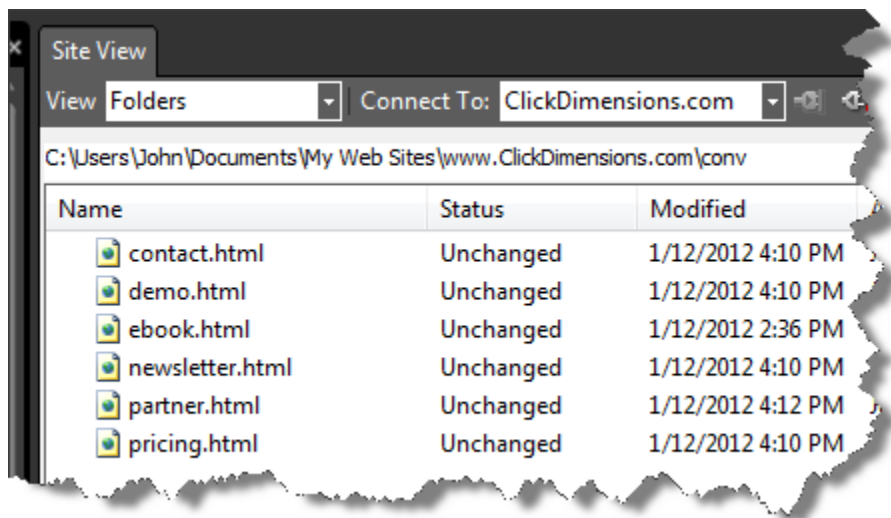 Site View
View Folders Connect To: ClickDimensions.com
C:\Users\John\Documents\My Web Sites\www.ClickDimensions.com\conv
Name Status Modified
contact.html Unchanged 1/12/2012 4:10 PM
demo.html Unchanged 1/12/2012 4:10 PM
ebook.html Unchanged 1/12/2012 2:36 PM
newsletter.html Unchanged 1/12/2012 4:10 PM
partner.html Unchanged 1/12/2012 4:12 PM
pricing.html Unchanged 1/12/2012 4:10 PM